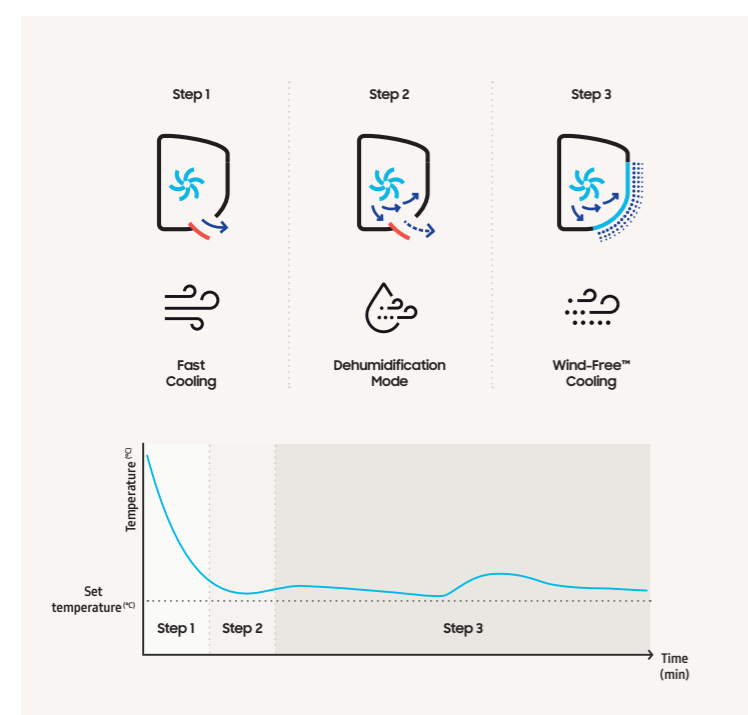 Step 1
Step 2
Step 3
Fast
Cooling
Dehumidification
Mode
Wind-Free™
Cooling
Temperature (℃)
Set
temperature (℃)
Step 1
Step 2
Step 3
Time
(min)